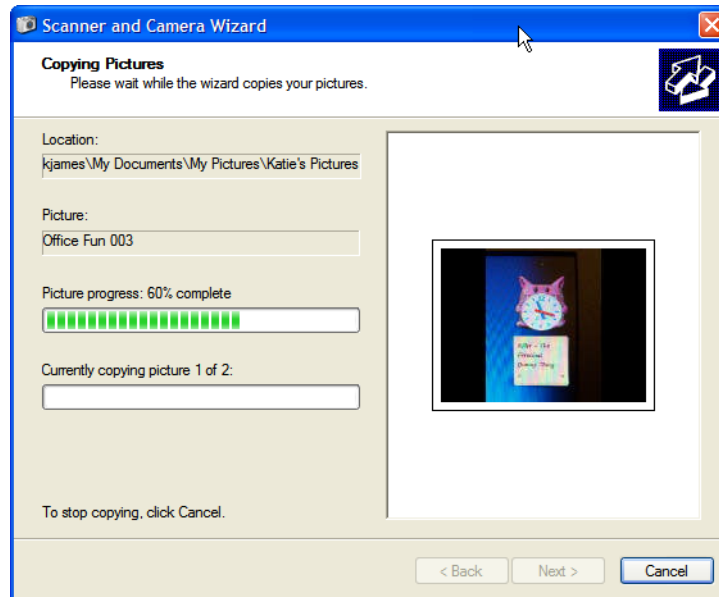 Scanner and Camera Wizard
Copying Pictures
Please wait while the wizard copies your pictures.
Location:
kjames\My Documents\My Pictures\Katie's Pictures
Picture:
Office Fun 003
Picture progress: 60% complete
Currently copying picture 1 of 2:
To stop copying, click Cancel.
< Back
Next >
Cancel